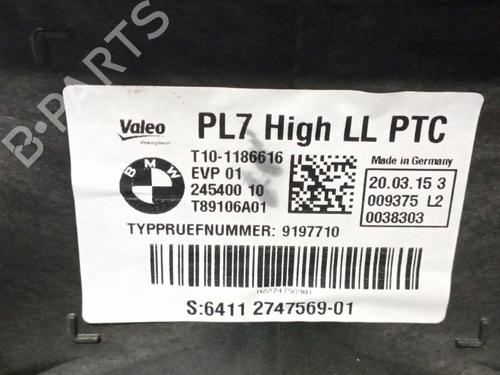 B-PARTS
Valeo
PL7 High LL PTC
BMW
T10-1186616
EVP 01
245400 10
T89106A01
Made in Germany
20.03.15 3
009375 L2
0038303
TYPPRUEFNUMMER: 9197710
S:6411 2747569-01